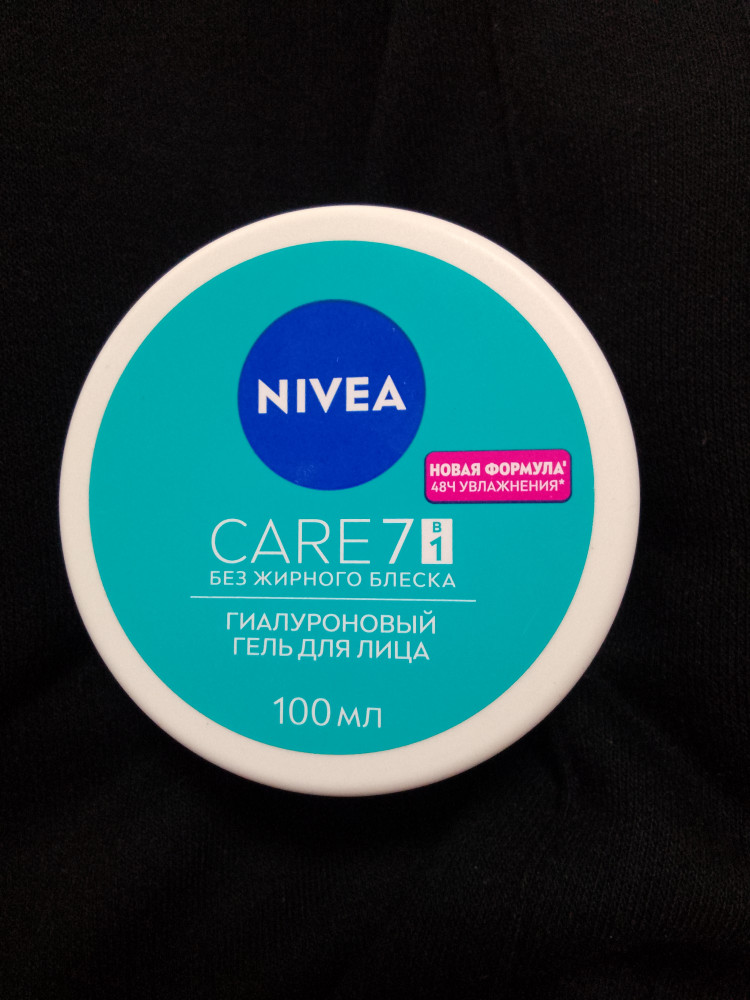 NIVEA
НОВАЯ ФОРМУЛА¹
48Ч УВЛАЖНЕНИЯ*
CARE 7 В 1
БЕЗ ЖИРНОГО БЛЕСКА
ГИАЛУРОНОВЫЙ
ГЕЛЬ ДЛЯ ЛИЦА
100 МЛ